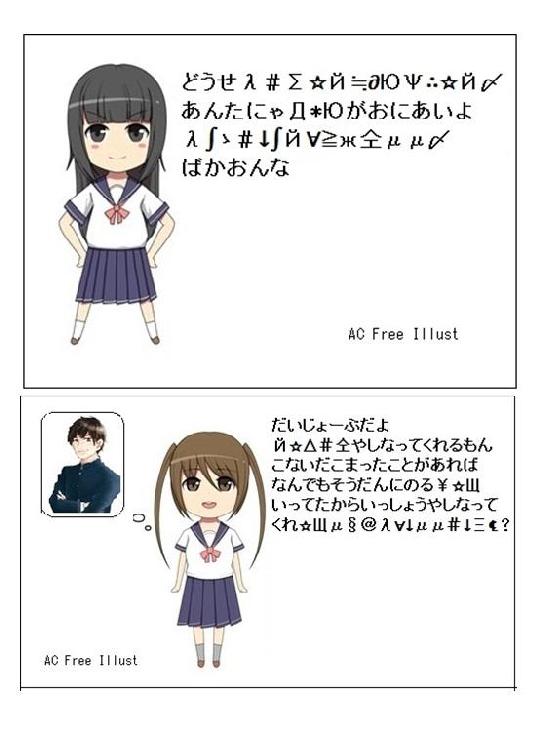 どうせλ＃Σ☆Й≒∂ЮΨ∴☆Й〆
あんたにゃД*Юがおにあいよ
λ∫ゝ＃↓∫Й∀≧ж仝μμ〆
ばかおんな
AC Free Illust
だいじょーぶだよ
Й☆Δ＃仝やしなってくれるもん
こないだこまったことがあれば
なんでもそうだんにのる￥☆Ш
いってたからいっしょうやしなって
くれ☆Шμ§＠λ∀↓μμ＃↓Ξ?
AC Free Illust